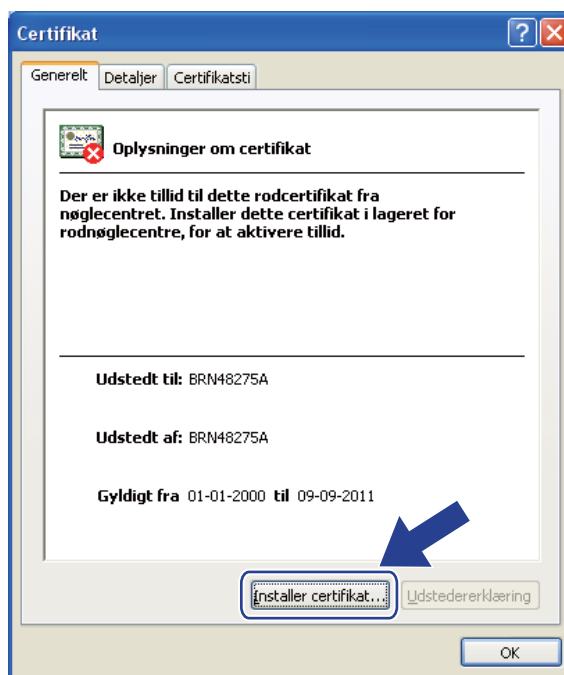 Certifikat
Generelt Detaljer Certifikatsti
Oplysninger om certifikat
Der er ikke tillid til dette rodcertifikat fra
nøglecentret. Installer dette certifikat i lageret for
rodnøglecentre, for at aktivere tillid.
Udstedt til: BRN48275A
Udstedt af: BRN48275A
Gyldigt fra 01-01-2000 til 09-09-2011
Installer certifikat... Udstedererklæring
OK